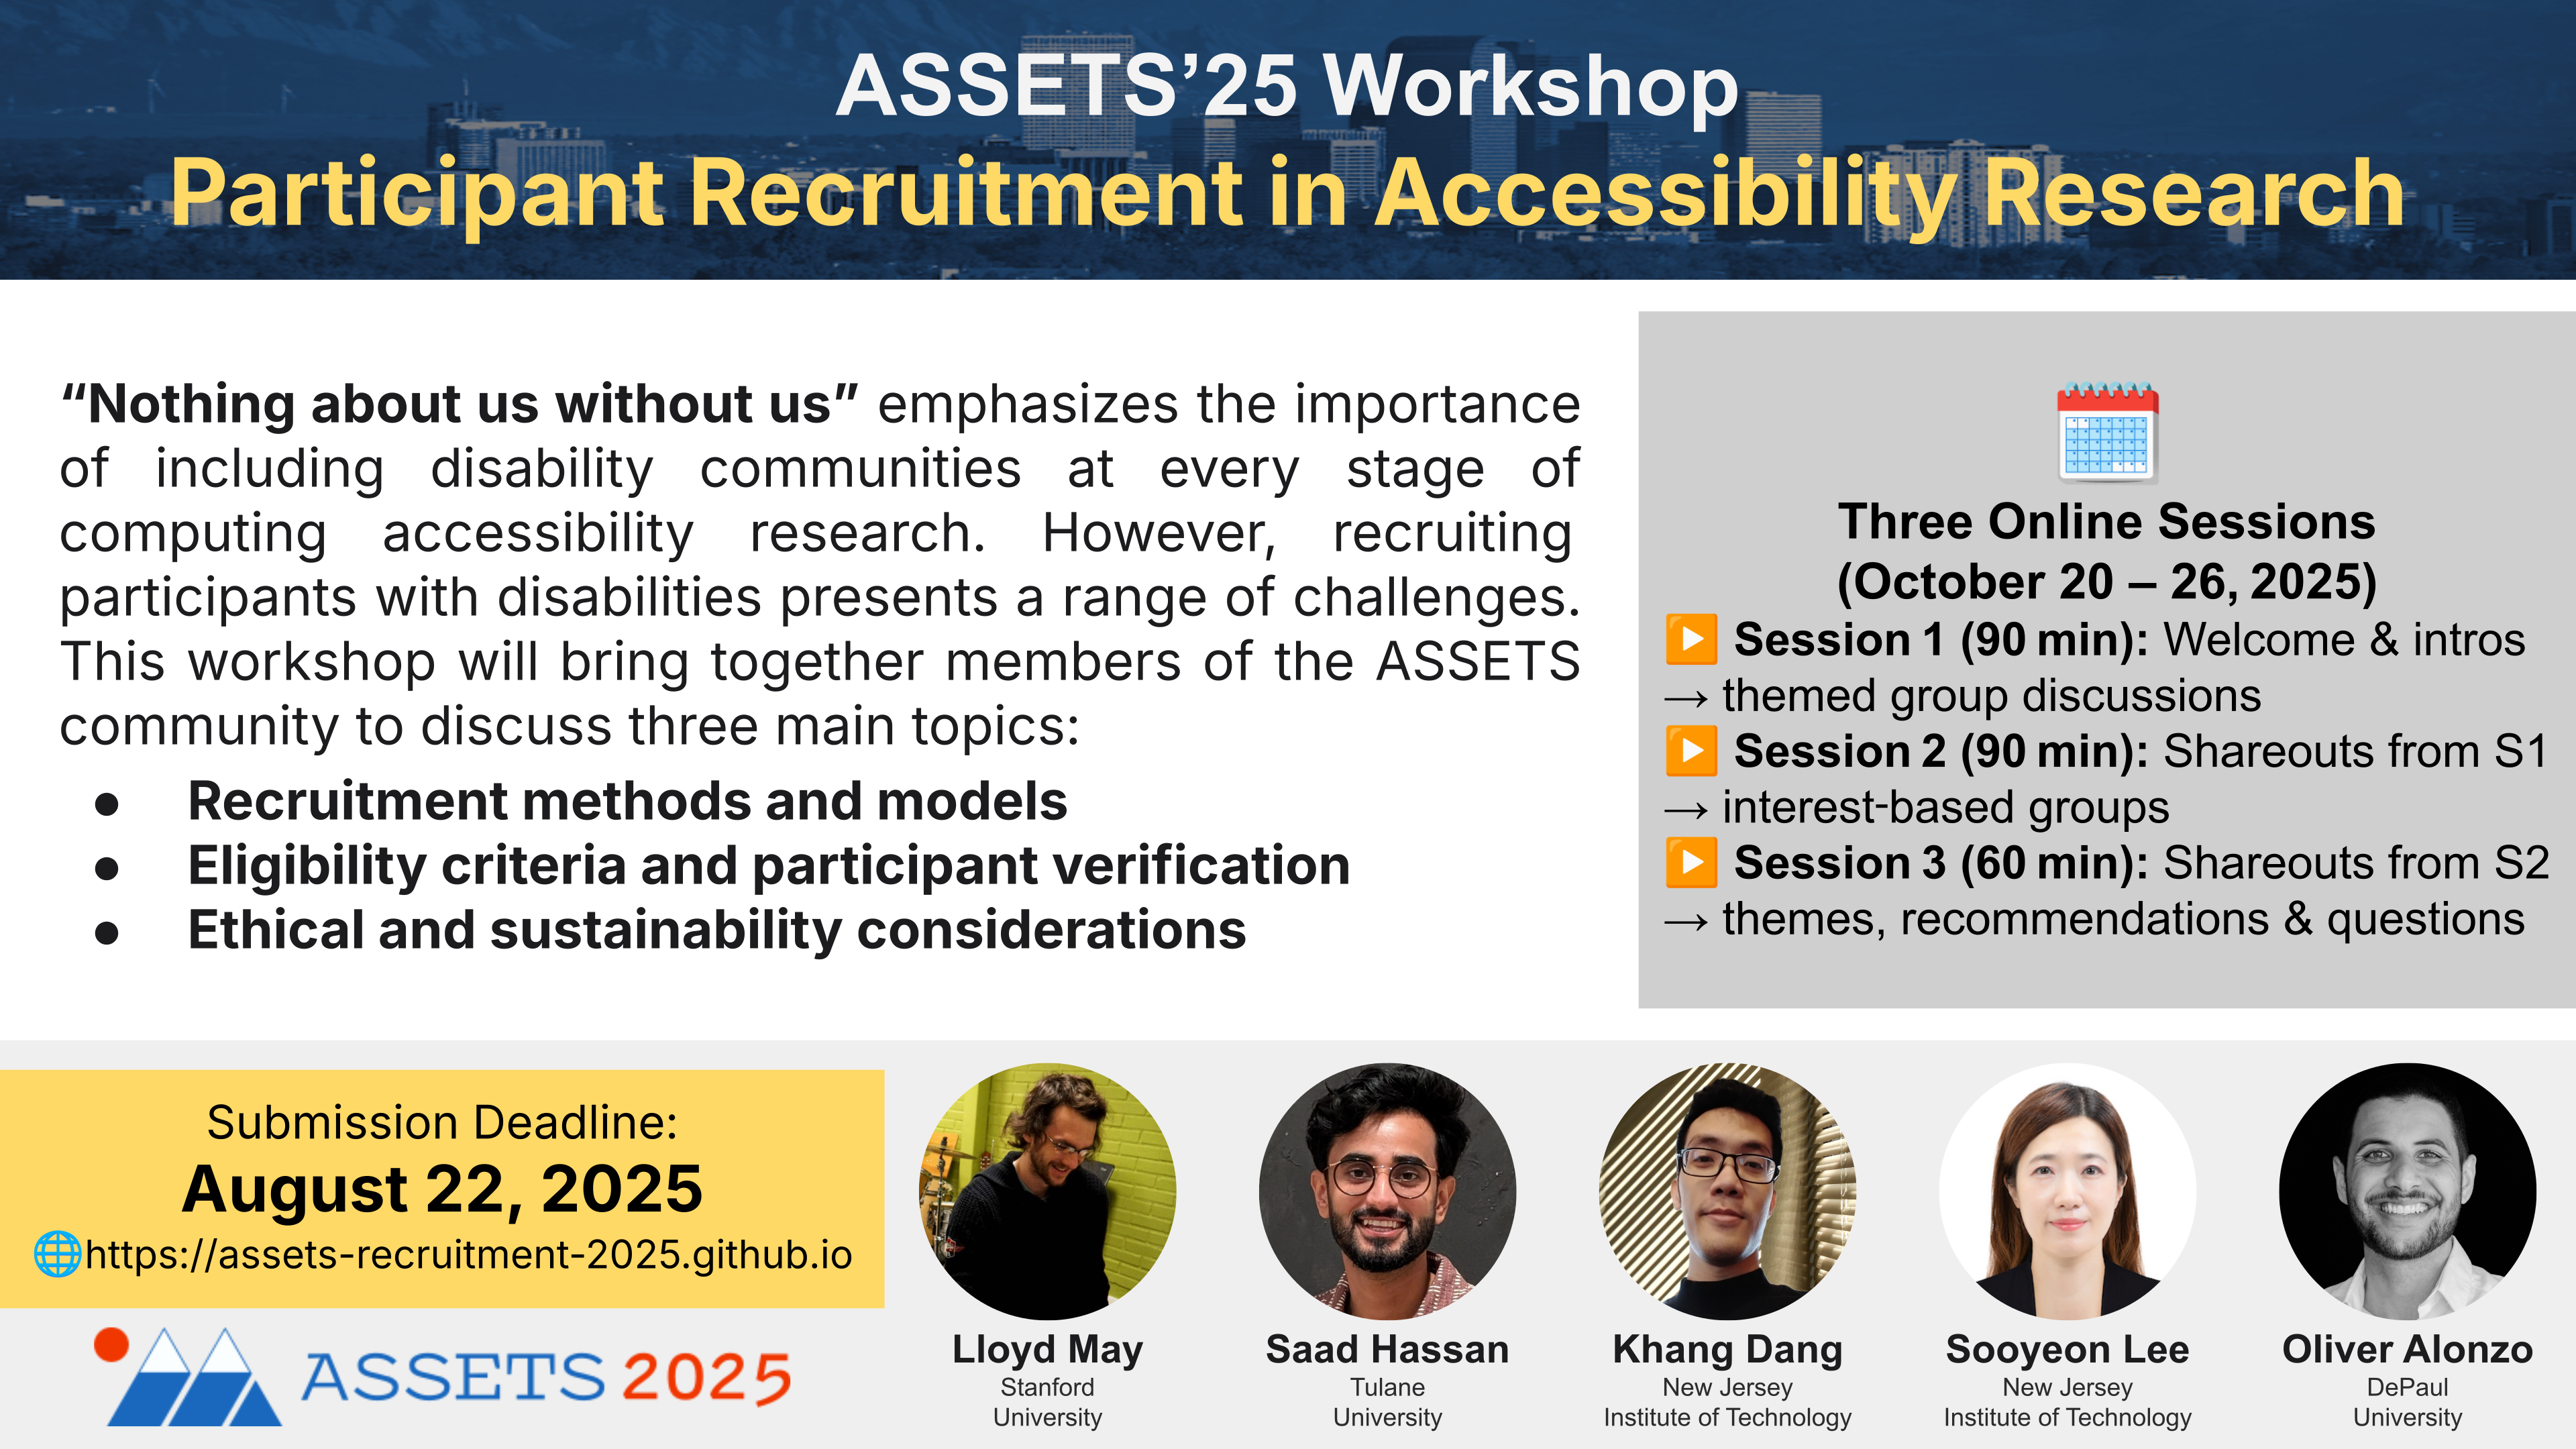 ASSETS’25 Workshop
Participant Recruitment in Accessibility Research
“Nothing about us without us” emphasizes the importance
of including disability communities at every stage of
computing accessibility research. However, recruiting
participants with disabilities presents a range of challenges.
This workshop will bring together members of the ASSETS
community to discuss three main topics:
● Recruitment methods and models
● Eligibility criteria and participant verification
● Ethical and sustainability considerations
Three Online Sessions
(October 20 – 26, 2025)
▶️ Session 1 (90 min): Welcome & intros
→ themed group discussions
▶️ Session 2 (90 min): Shareouts from S1
→ interest-based groups
▶️ Session 3 (60 min): Shareouts from S2
→ themes, recommendations & questions
Submission Deadline:
August 22, 2025
🌐https://assets-recruitment-2025.github.io
ASSETS 2025
Lloyd May
Stanford
University
Saad Hassan
Tulane
University
Khang Dang
New Jersey
Institute of Technology
Sooyeon Lee
New Jersey
Institute of Technology
Oliver Alonzo
DePaul
University